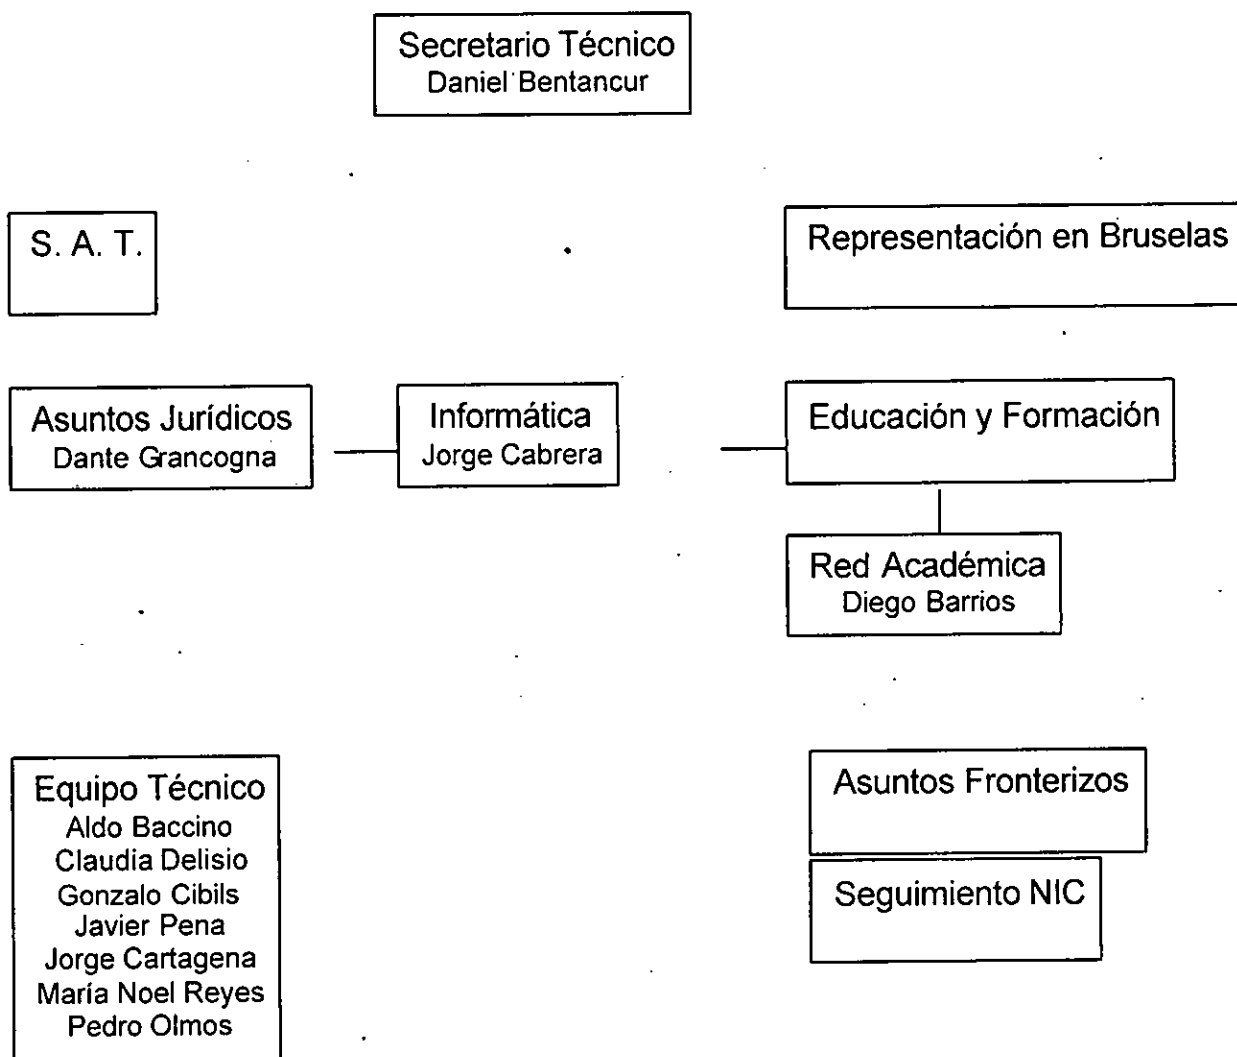 Secretario Técnico
Daniel Bentancur
S. A. T.
Representación en Bruselas
Asuntos Jurídicos
Dante Grancogna
Informática
Jorge Cabrera
Educación y Formación
Red Académica
Diego Barrios
Equipo Técnico
Aldo Baccino
Claudia Delisio
Gonzalo Cibils
Javier Pena
Jorge Cartagena
María Noel Reyes
Pedro Olmos
Asuntos Fronterizos
Seguimiento NIC